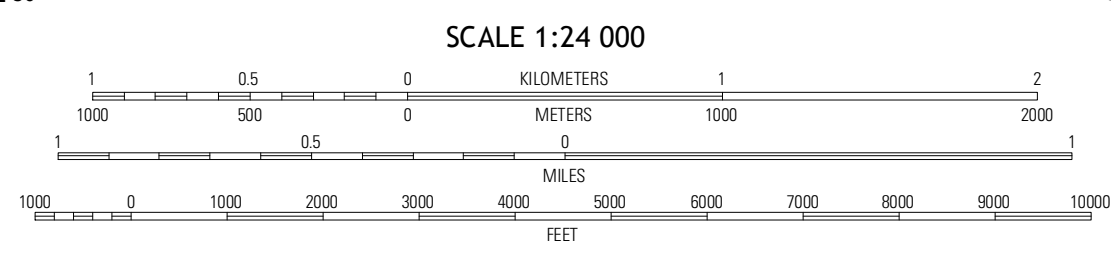 SCALE 1:24 000
1 0.5 0 KILOMETERS 1 2
1000 500 0 METERS 1000 2000
1 0.5 0 1
MILES
1000 0 1000 2000 3000 4000 5000 6000 7000 8000 9000 10000
FEET